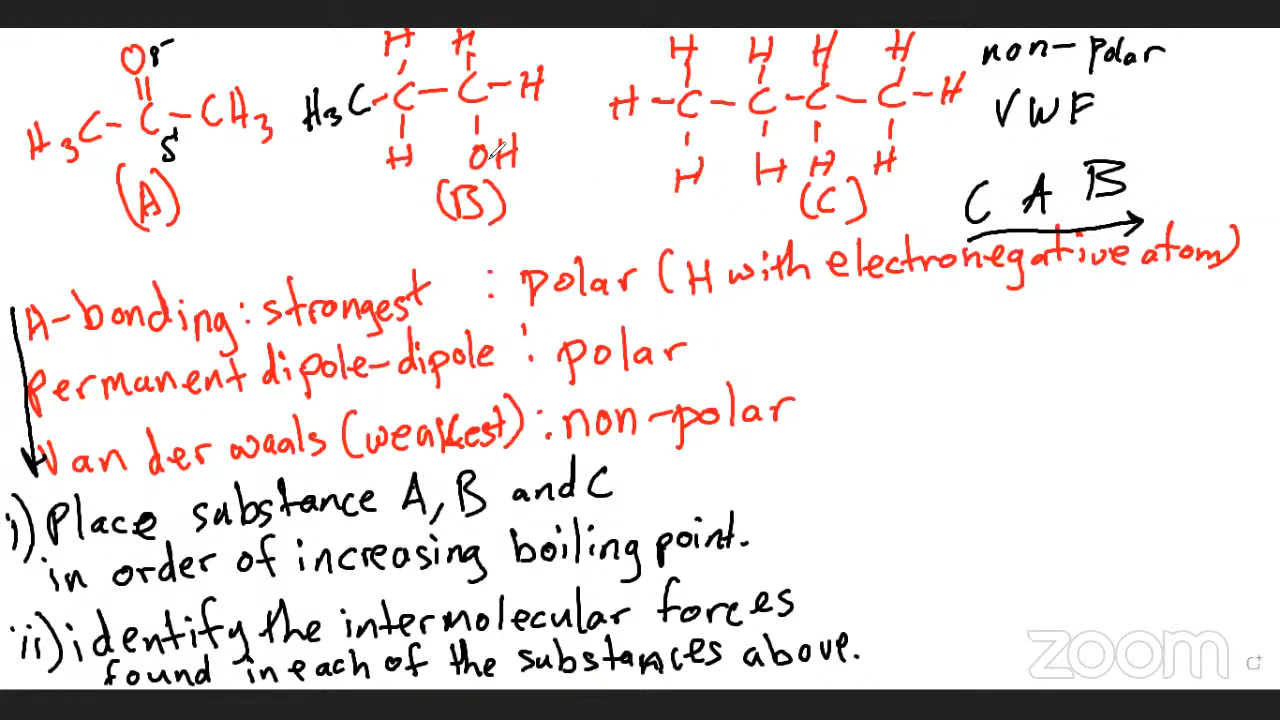 O δ- H H H H H H non-polar
H3C - C - CH3 H3C - C - C - H H - C - C - C - C - H VWF
δ+ H OH H H H H
(A) (B) (C) C A B
H-bonding: strongest : polar (H with electronegative atom)
Permanent dipole-dipole : polar
Van der waals (weakest) : non-polar
i) Place substance A, B and C
in order of increasing boiling point.
ii) identify the intermolecular forces
found in each of the substances above.
zoom